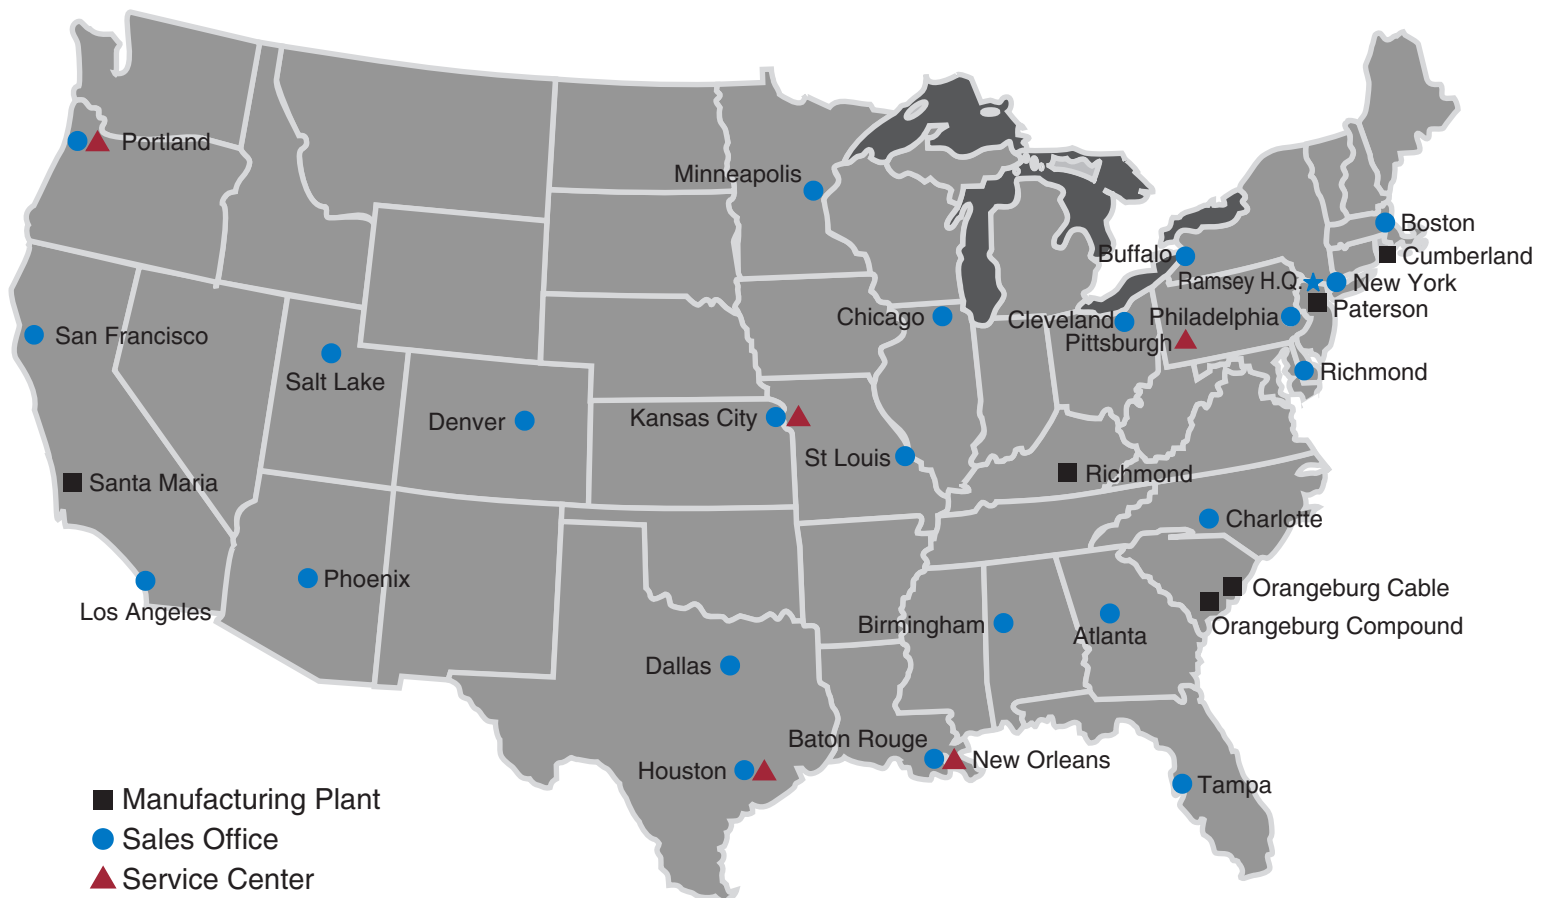 Portland
Minneapolis
Boston
Buffalo
Cumberland
Ramsey H.Q.
New York
Paterson
Chicago
Cleveland
Philadelphia
San Francisco
Pittsburgh
Salt Lake
Richmond
Denver
Kansas City
St Louis
Santa Maria
Richmond
Charlotte
Phoenix
Orangeburg Cable
Los Angeles
Birmingham
Atlanta
Orangeburg Compound
Dallas
Baton Rouge
New Orleans
Houston
Tampa
Manufacturing Plant
Sales Office
Service Center